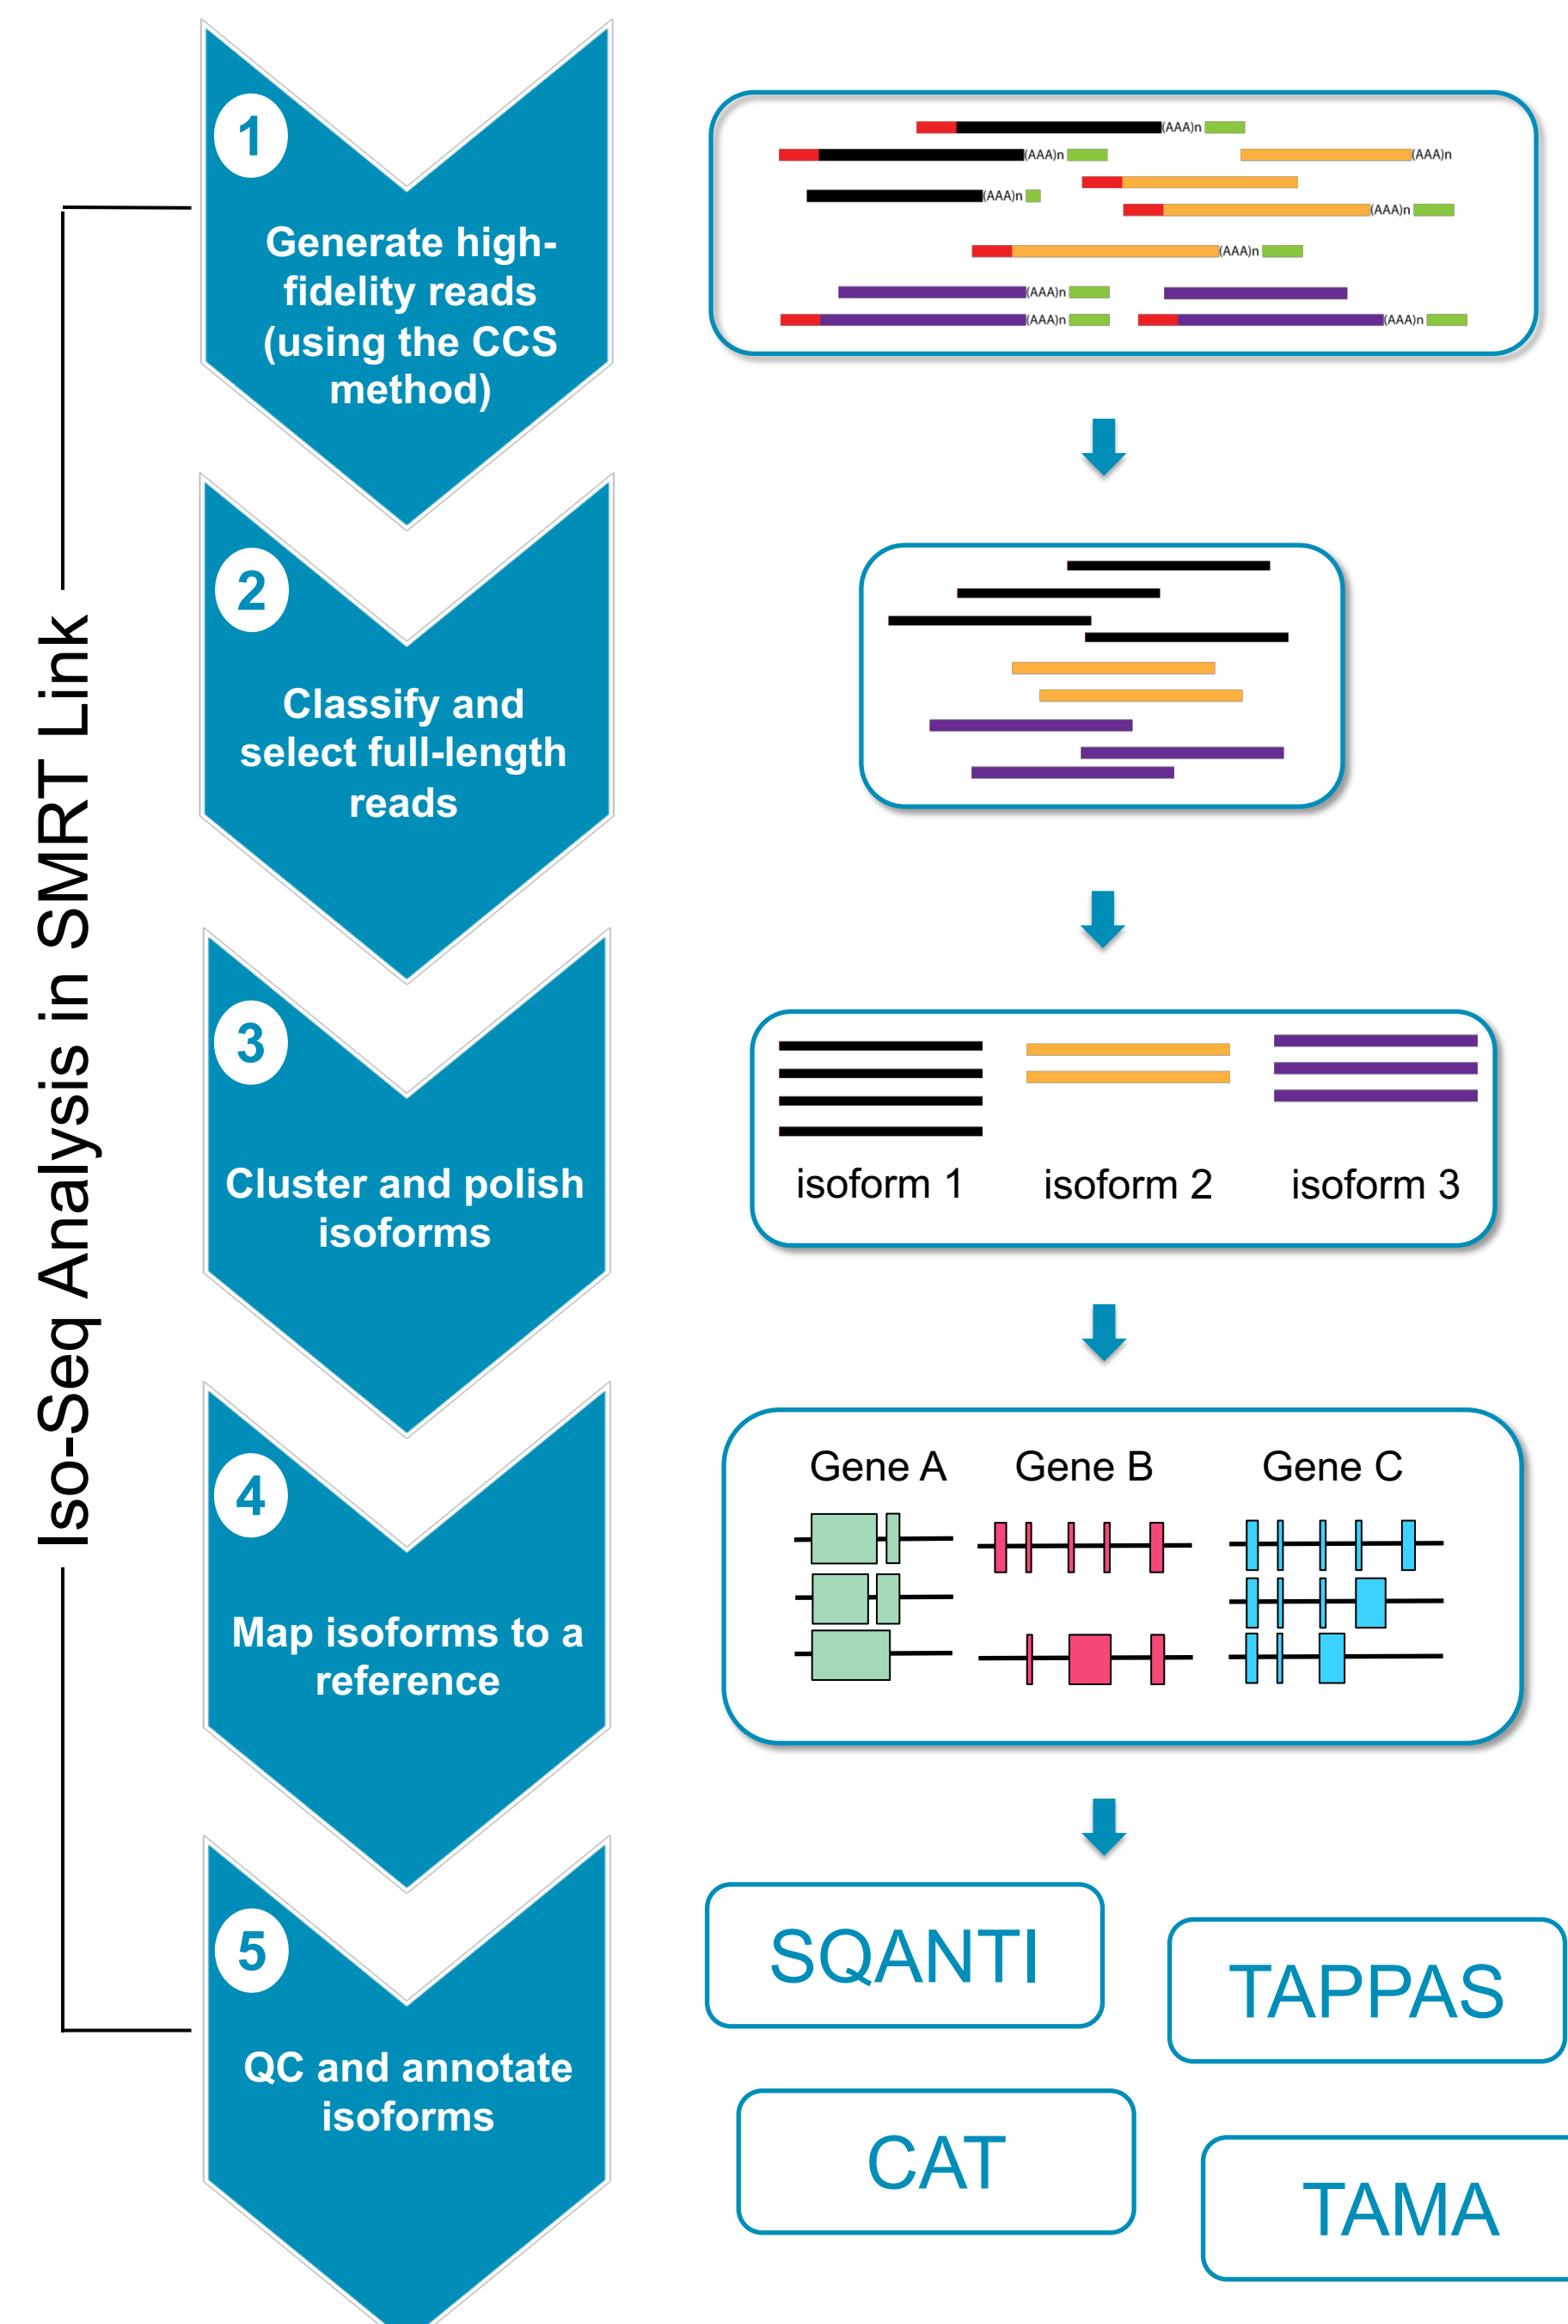 Iso-Seq Analysis in SMRT Link
1
Generate high-
fidelity reads
(using the CCS
method)
(AAA)n
(AAA)n
(AAA)n
(AAA)n
(AAA)n
(AAA)n
(AAA)n
(AAA)n
(AAA)n
2
Classify and
select full-length
reads
3
Cluster and polish
isoforms
isoform 1
isoform 2
isoform 3
4
Map isoforms to a
reference
Gene A
Gene B
Gene C
5
QC and annotate
isoforms
SQANTI
TAPPAS
CAT
TAMA